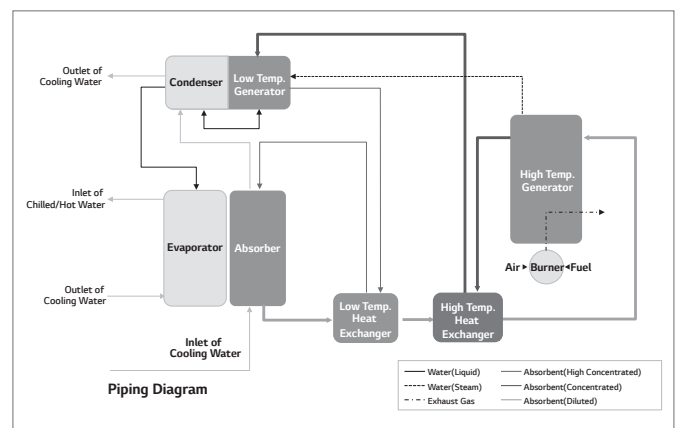 Outlet of
Cooling Water
Condenser
Low Temp.
Generator
High Temp.
Generator
Inlet of
Chilled/Hot Water
Evaporator
Absorber
Air
Burner
Fuel
Outlet of
Cooling Water
Low Temp.
Heat
Exchanger
High Temp.
Heat
Exchanger
Inlet of
Cooling Water
Piping Diagram
Water(Liquid)
Absorbent(High Concentrated)
Water(Steam)
Absorbent(Concentrated)
Exhaust Gas
Absorbent(Diluted)